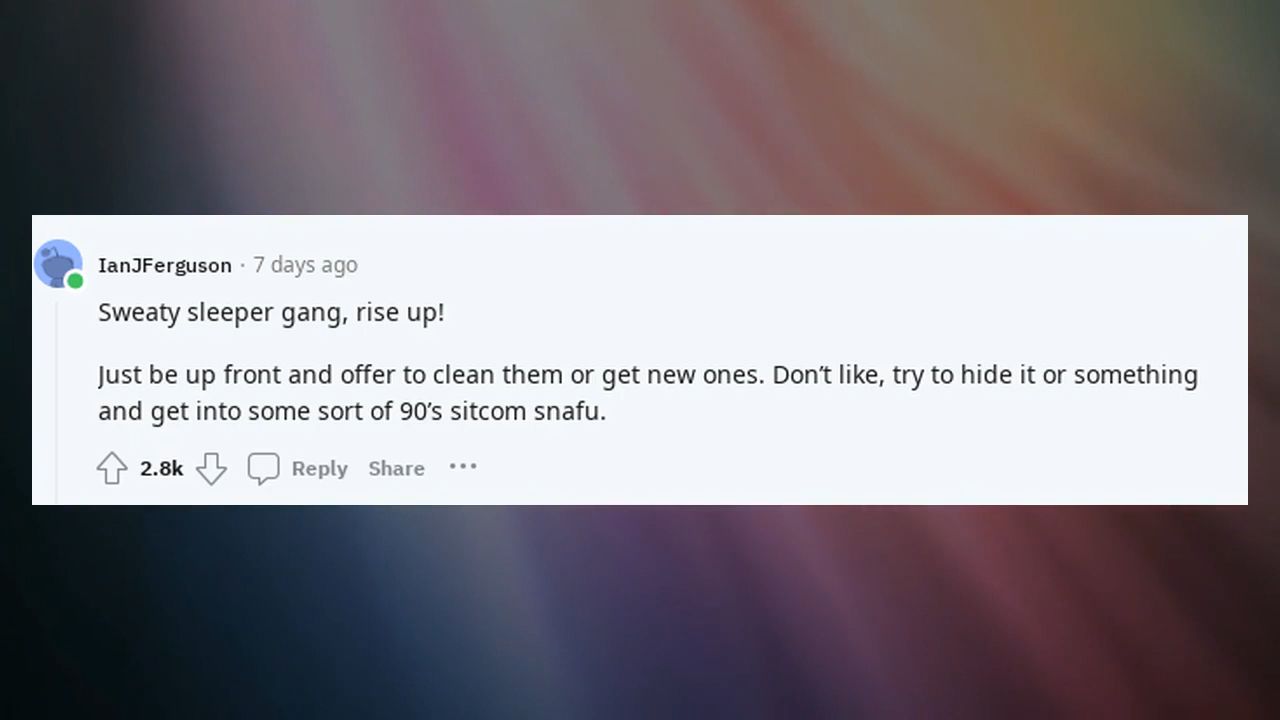 IanJFerguson · 7 days ago
Sweaty sleeper gang, rise up!
Just be up front and offer to clean them or get new ones. Don’t like, try to hide it or something
and get into some sort of 90’s sitcom snafu.
2.8k Reply Share ···